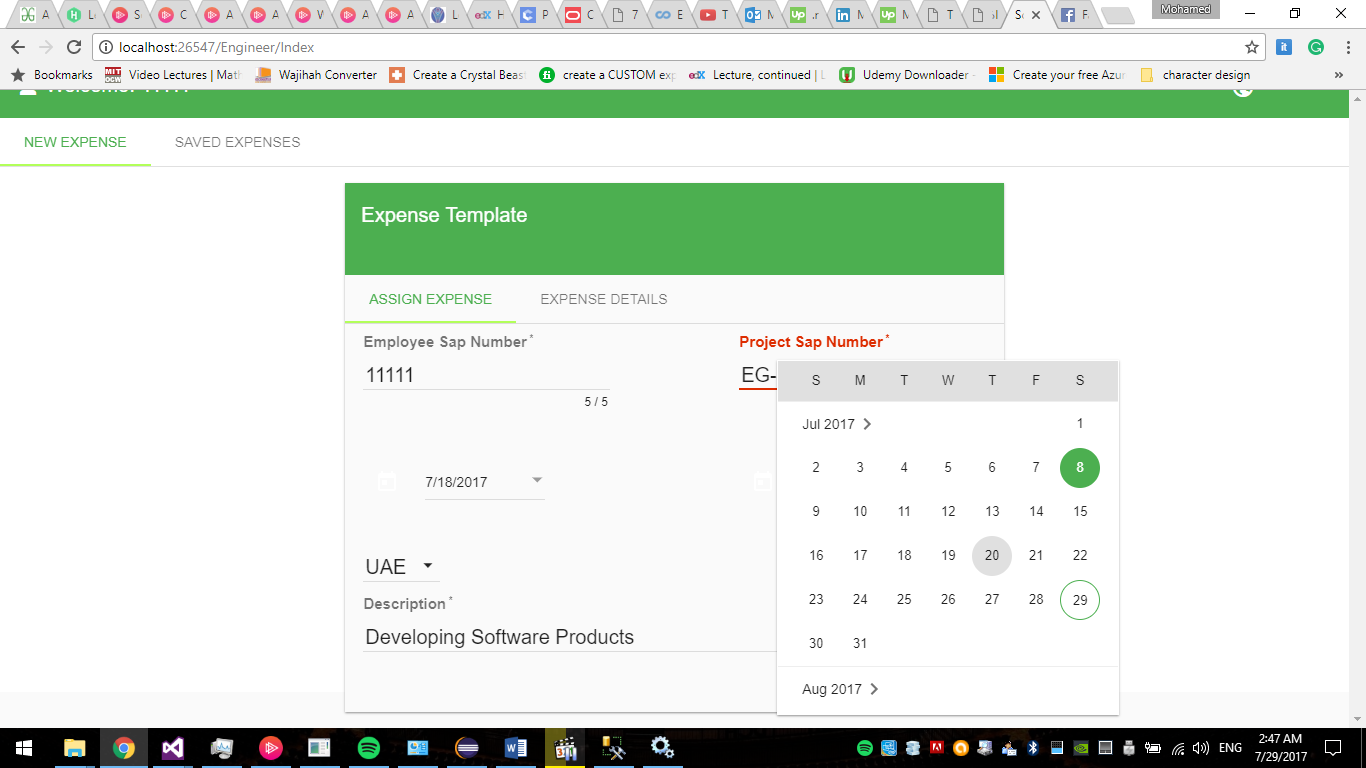 Mohamed
localhost:26547/Engineer/Index
Bookmarks Video Lectures | Math Wajihah Converter Create a Crystal Beas create a CUSTOM exp Lecture, continued | L Udemy Downloader - Create your free Azur character design
NEW EXPENSE SAVED EXPENSES
Expense Template
ASSIGN EXPENSE EXPENSE DETAILS
Employee Sap Number * Project Sap Number *
11111 EG-
5 / 5
S M T W T F S
Jul 2017 1
2 3 4 5 6 7 8
7/18/2017
9 10 11 12 13 14 15
16 17 18 19 20 21 22
UAE
23 24 25 26 27 28 29
Description *
Developing Software Products
30 31
Aug 2017
ENG
2:47 AM
7/29/2017